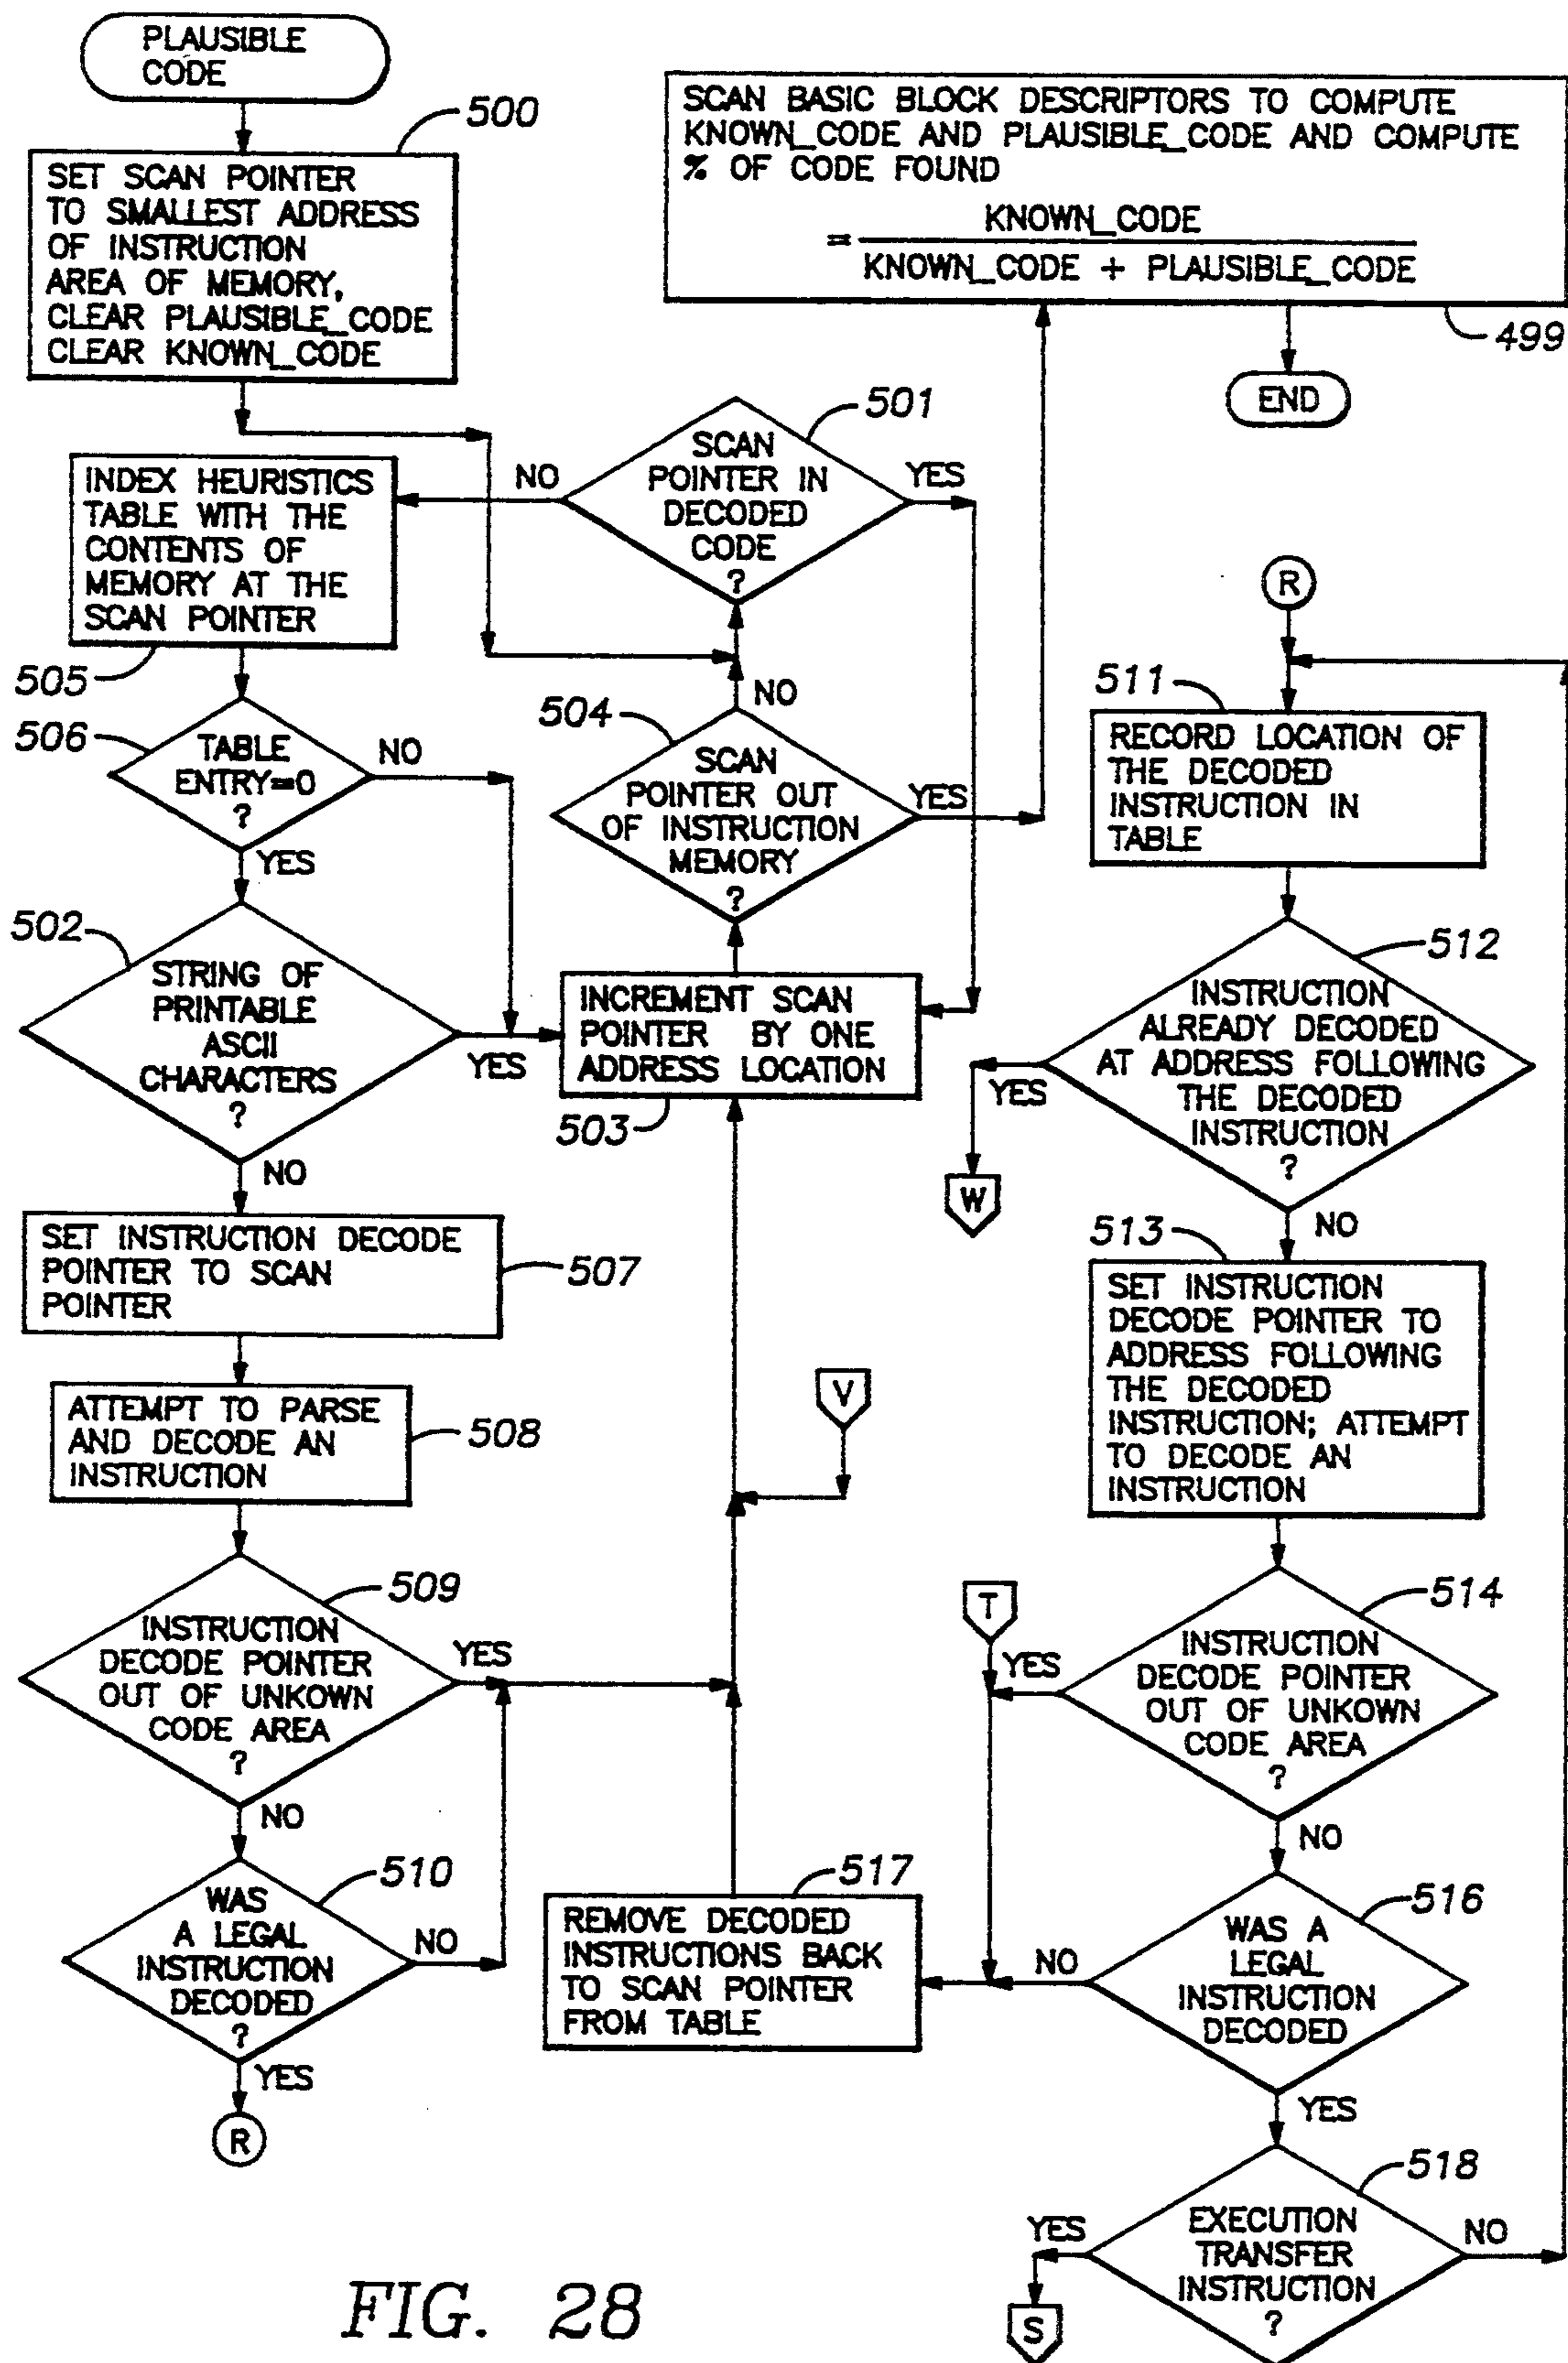 PLAUSIBLE
CODE
500
SET SCAN POINTER
TO SMALLEST ADDRESS
OF INSTRUCTION
AREA OF MEMORY,
CLEAR PLAUSIBLE_CODE
CLEAR KNOWN_CODE
SCAN BASIC BLOCK DESCRIPTORS TO COMPUTE
KNOWN_CODE AND PLAUSIBLE_CODE AND COMPUTE
% OF CODE FOUND
KNOWN_CODE
=
KNOWN_CODE + PLAUSIBLE_CODE
499
END
501
SCAN
POINTER IN
DECODED
CODE
?
NO
YES
INDEX HEURISTICS
TABLE WITH THE
CONTENTS OF
MEMORY AT THE
SCAN POINTER
505
506
TABLE
ENTRY=0
?
NO
YES
504
NO
SCAN
POINTER OUT
OF INSTRUCTION
MEMORY
?
YES
502
STRING OF
PRINTABLE
ASCII
CHARACTERS
?
YES
NO
INCREMENT SCAN
POINTER BY ONE
ADDRESS LOCATION
503
SET INSTRUCTION DECODE
POINTER TO SCAN
POINTER
507
ATTEMPT TO PARSE
AND DECODE AN
INSTRUCTION
508
V
509
INSTRUCTION
DECODE POINTER
OUT OF UNKOWN
CODE AREA
?
YES
NO
510
WAS
A LEGAL
INSTRUCTION
DECODED
?
NO
YES
R
517
REMOVE DECODED
INSTRUCTIONS BACK
TO SCAN POINTER
FROM TABLE
R
511
RECORD LOCATION OF
THE DECODED
INSTRUCTION IN
TABLE
512
INSTRUCTION
ALREADY DECODED
AT ADDRESS FOLLOWING
THE DECODED
INSTRUCTION
?
YES
W
NO
513
SET INSTRUCTION
DECODE POINTER TO
ADDRESS FOLLOWING
THE DECODED
INSTRUCTION; ATTEMPT
TO DECODE AN
INSTRUCTION
T
514
INSTRUCTION
DECODE POINTER
OUT OF UNKOWN
CODE AREA
?
YES
NO
516
WAS A
LEGAL
INSTRUCTION
DECODED
NO
YES
518
EXECUTION
TRANSFER
INSTRUCTION
?
YES
NO
S
FIG. 28